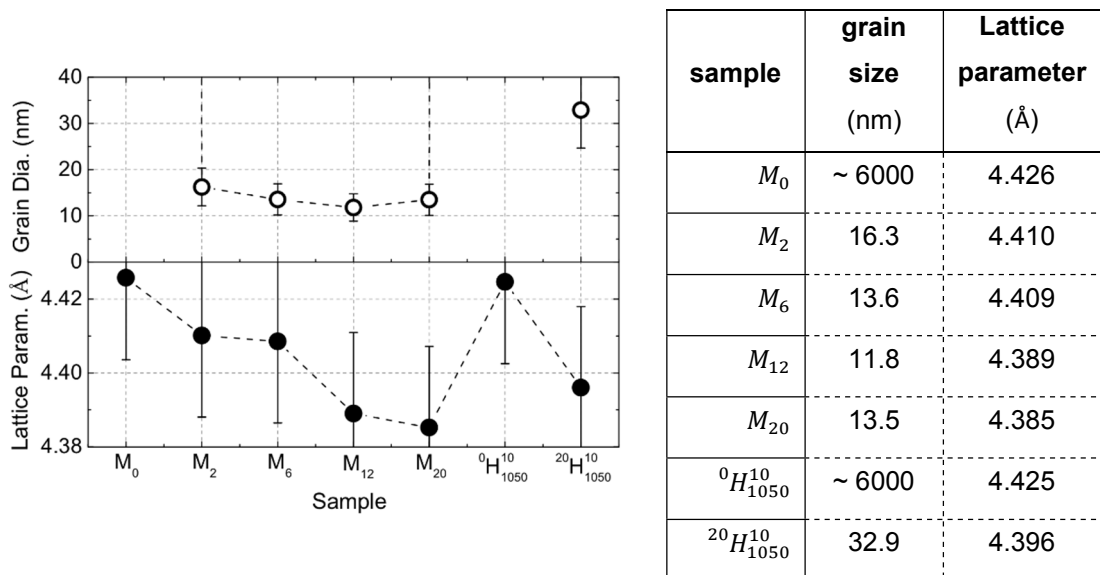 40
30
20
10
0
Grain Dia. (nm)
4.42
4.40
4.38
Lattice Param. (Å)
M₀ M₂ M₆ M₁₂ M₂₀ ⁰H¹⁰₁₀₅₀ ²⁰H¹⁰₁₀₅₀
Sample
sample grain size (nm) Lattice parameter (Å)
M₀ ~ 6000 4.426
M₂ 16.3 4.410
M₆ 13.6 4.409
M₁₂ 11.8 4.389
M₂₀ 13.5 4.385
⁰H¹⁰₁₀₅₀ ~ 6000 4.425
²⁰H¹⁰₁₀₅₀ 32.9 4.396